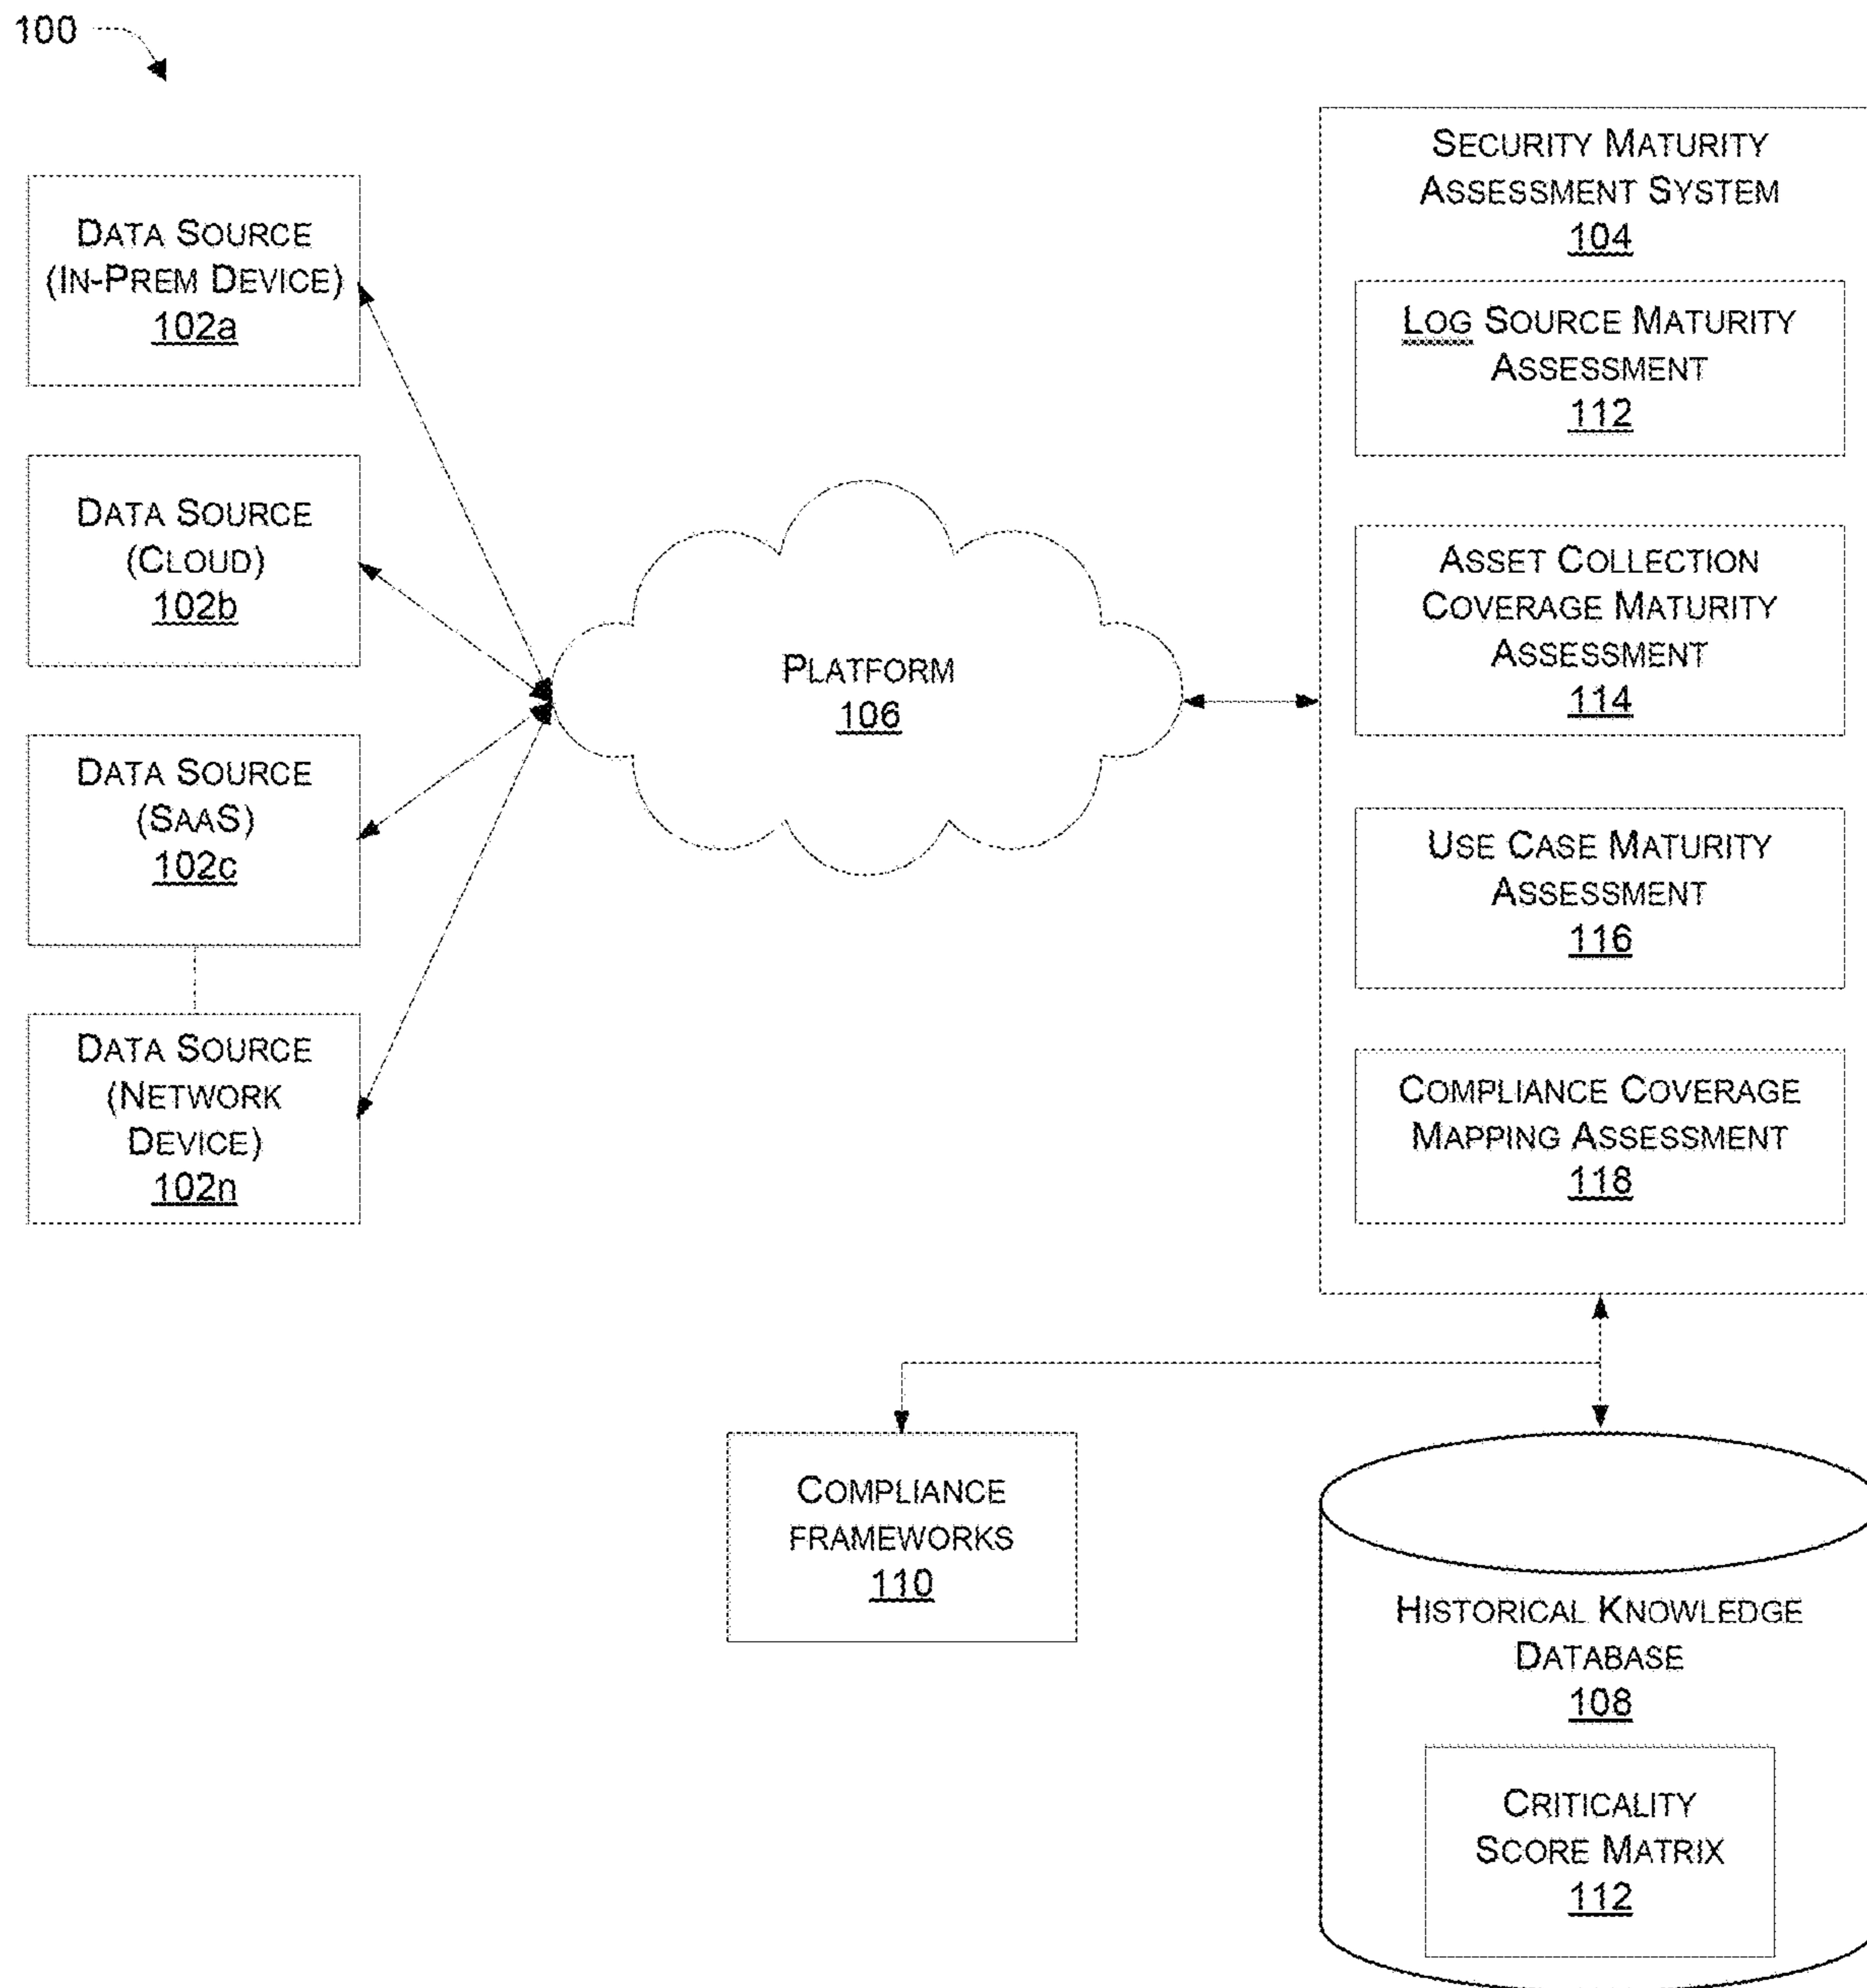 100
DATA SOURCE
(IN-PREM DEVICE)
102a
DATA SOURCE
(CLOUD)
102b
DATA SOURCE
(SAAS)
102c
DATA SOURCE
(NETWORK
DEVICE)
102n
PLATFORM
106
SECURITY MATURITY
ASSESSMENT SYSTEM
104
LOG SOURCE MATURITY
ASSESSMENT
112
ASSET COLLECTION
COVERAGE MATURITY
ASSESSMENT
114
USE CASE MATURITY
ASSESSMENT
116
COMPLIANCE COVERAGE
MAPPING ASSESSMENT
118
COMPLIANCE
FRAMEWORKS
110
HISTORICAL KNOWLEDGE
DATABASE
108
CRITICALITY
SCORE MATRIX
112